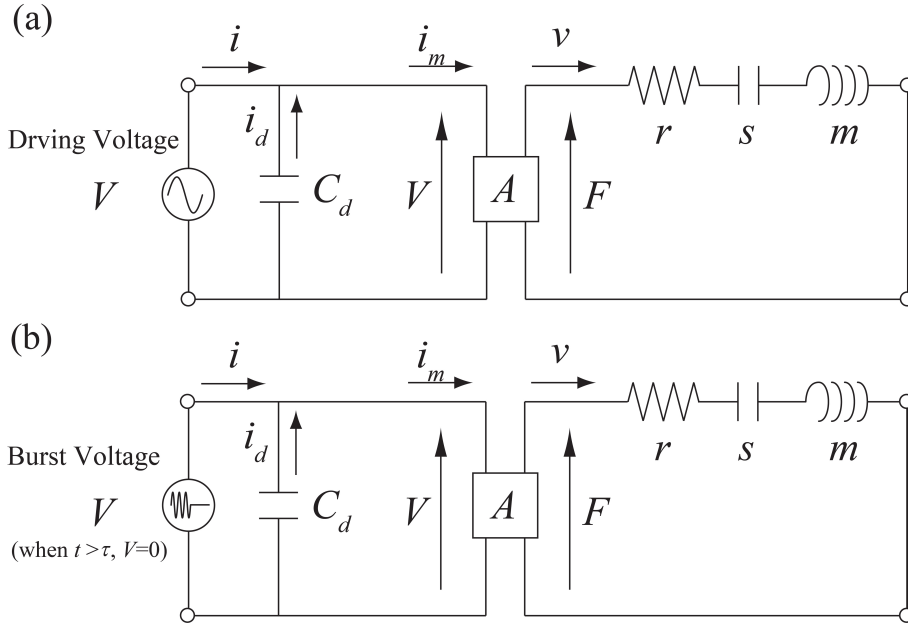 (a)
i
i_m
v
i_d
r
s
m
Drving Voltage
V
C_d
V
A
F
(b)
i
i_m
v
i_d
r
s
m
Burst Voltage
V
C_d
V
A
F
(when t>τ, V=0)